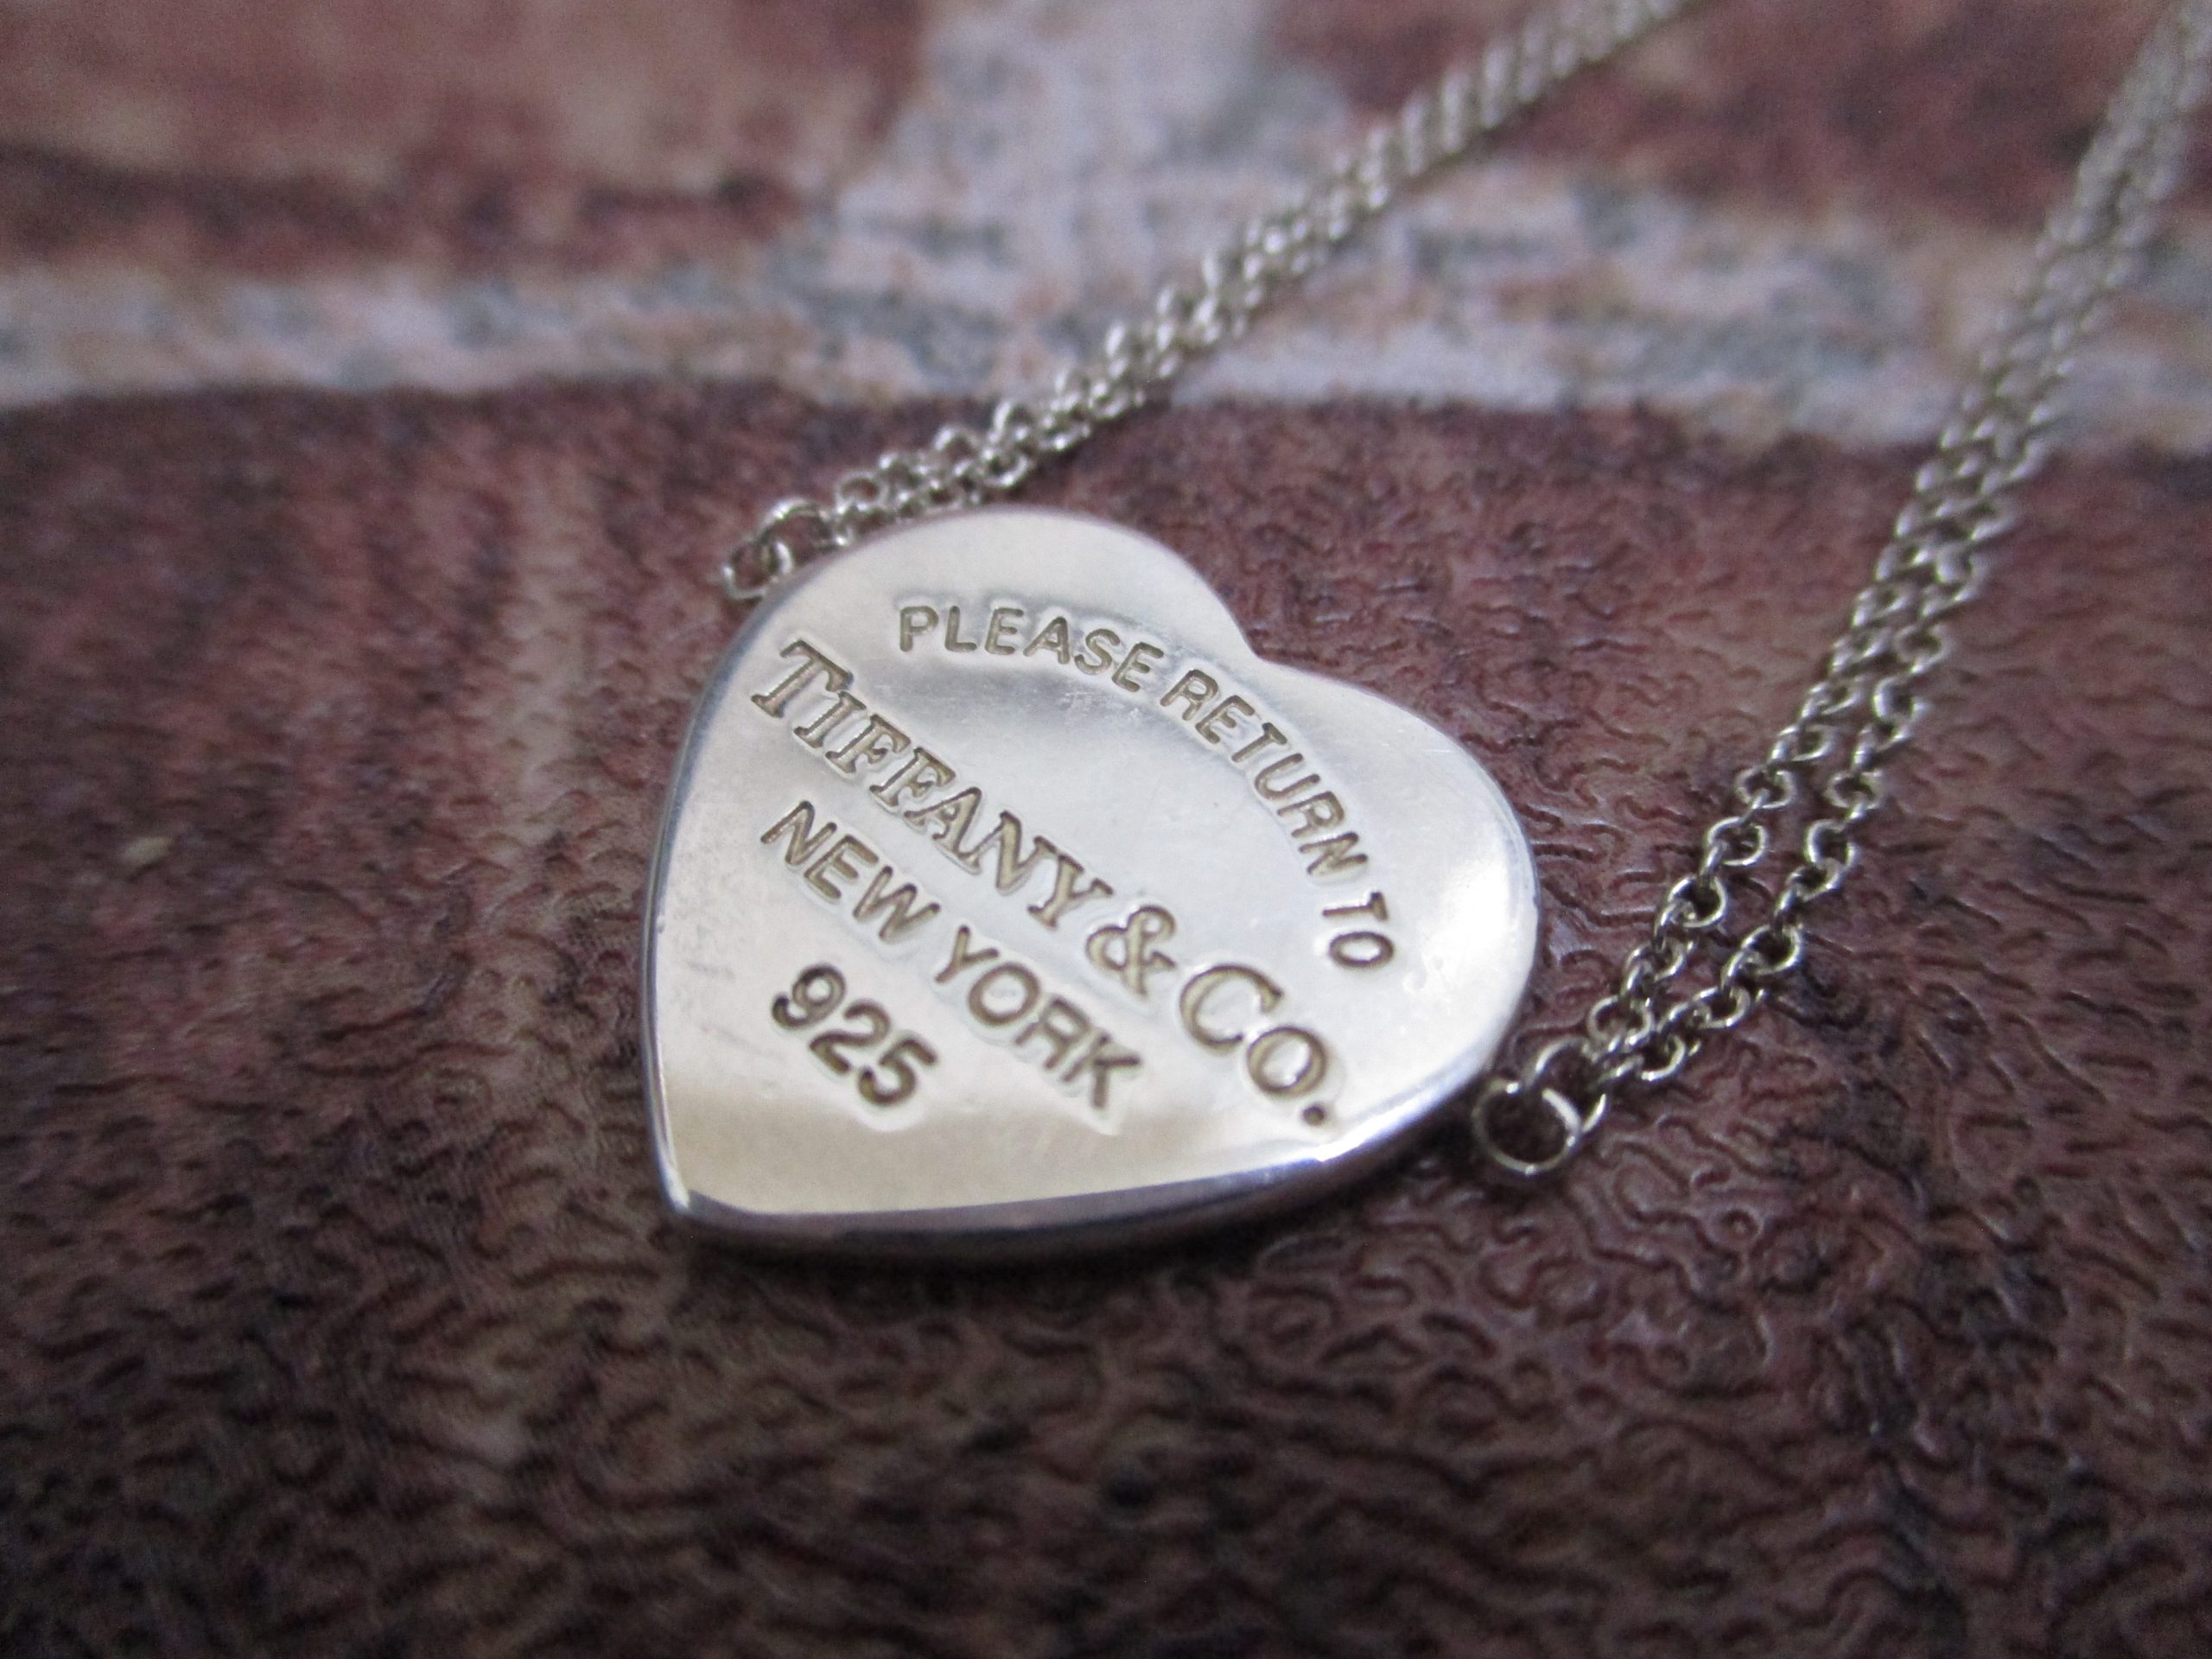 PLEASE RETURN TO
TIFFANY & CO.
NEW YORK
925